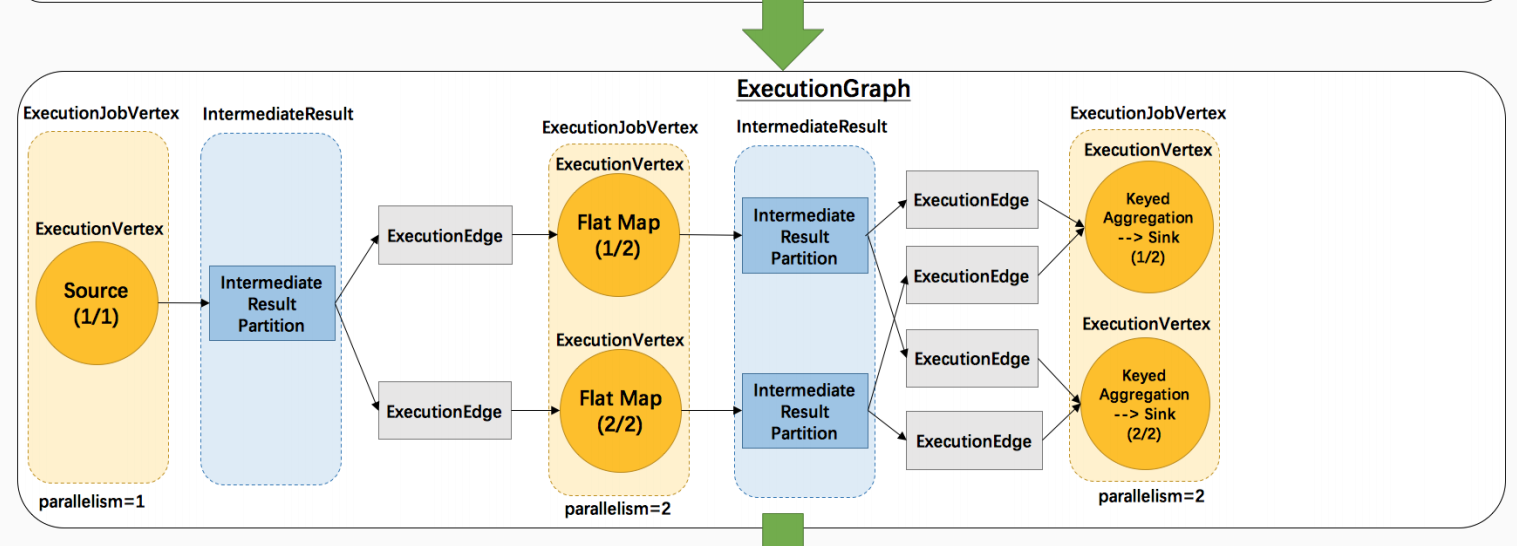 ExecutionGraph
ExecutionJobVertex
IntermediateResult
ExecutionJobVertex
IntermediateResult
ExecutionJobVertex
ExecutionVertex
Source
(1/1)
parallelism=1
Intermediate
Result
Partition
ExecutionEdge
ExecutionEdge
ExecutionVertex
Flat Map
(1/2)
ExecutionVertex
Flat Map
(2/2)
parallelism=2
Intermediate
Result
Partition
Intermediate
Result
Partition
ExecutionEdge
ExecutionEdge
ExecutionEdge
ExecutionEdge
ExecutionVertex
Keyed
Aggregation
--> Sink
(1/2)
ExecutionVertex
Keyed
Aggregation
--> Sink
(2/2)
parallelism=2